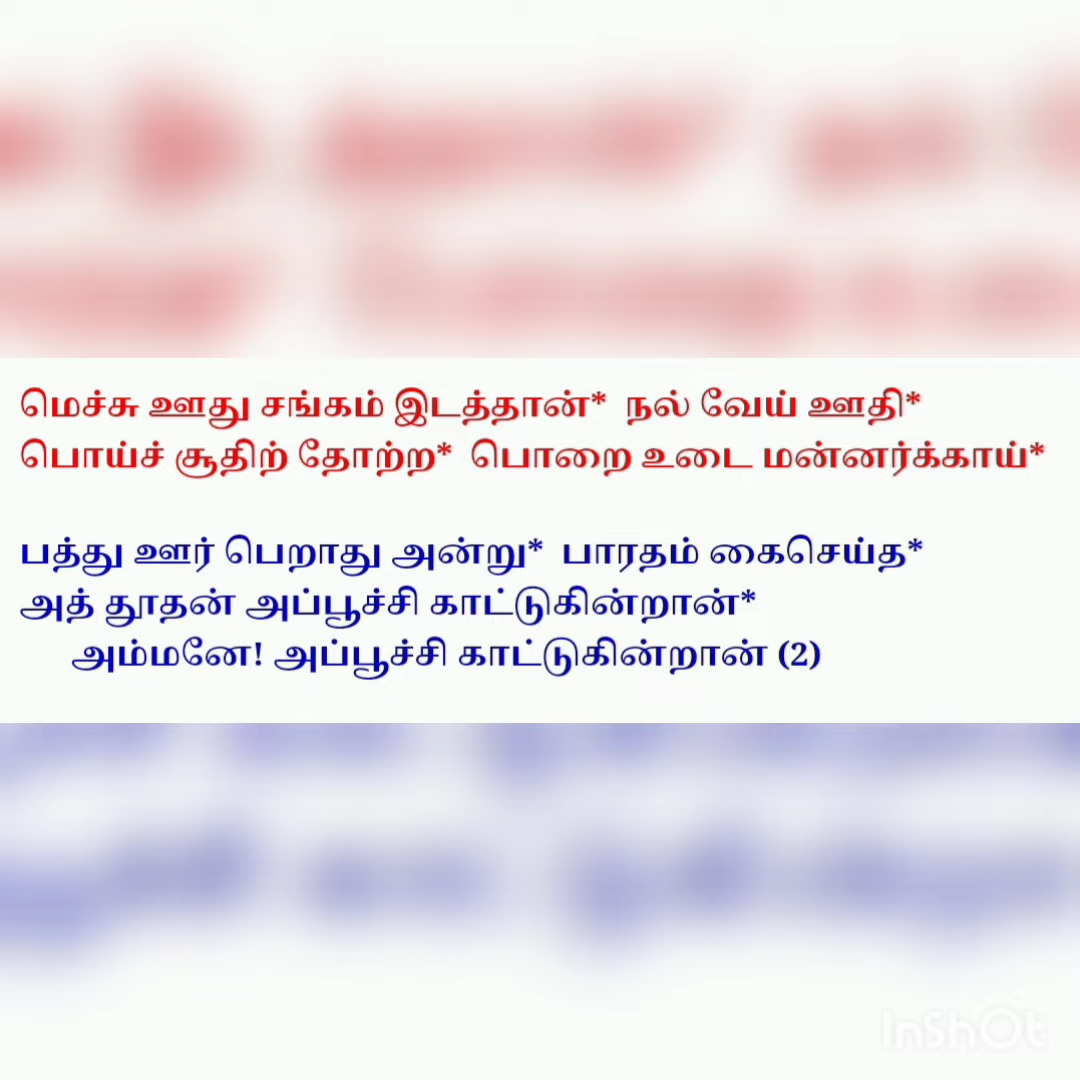 மெச்சு ஊது சங்கம் இடத்தான்* நல் வேய் ஊதி*
பொய்ச் சூதிற் தோற்ற* பொறை உடை மன்னர்க்காய்*
பத்து ஊர் பெறாது அன்று* பாரதம் கைசெய்த*
அத் தூதன் அப்பூச்சி காட்டுகின்றான்*
அம்மனே! அப்பூச்சி காட்டுகின்றான் (2)
InShOt